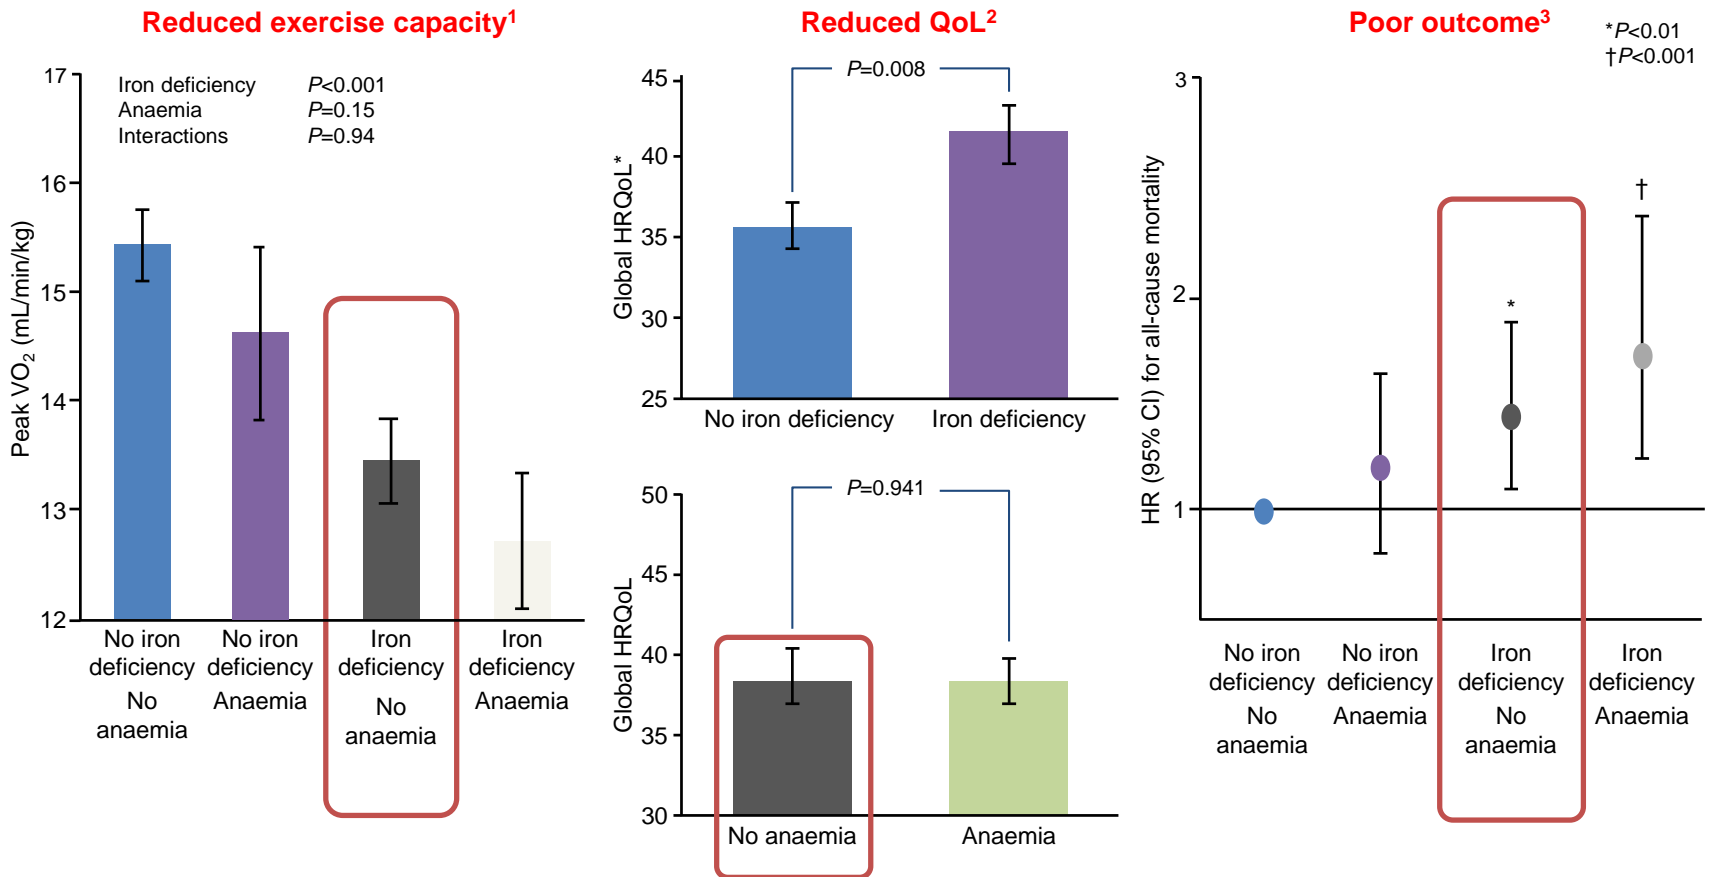 Reduced exercise capacity1
Iron deficiency P<0.001
Anaemia P=0.15
Interactions P=0.94
Peak VO2 (mL/min/kg)
17
16
15
14
13
12
No iron
deficiency
No
anaemia
No iron
deficiency
Anaemia
Iron
deficiency
No
anaemia
Iron
deficiency
Anaemia
Reduced QoL2
P=0.008
Global HRQoL*
45
40
35
30
25
No iron deficiency
Iron deficiency
P=0.941
Global HRQoL
50
45
40
35
30
No anaemia
Anaemia
Poor outcome3
*P<0.01
†P<0.001
HR (95% CI) for all-cause mortality
3
2
1
*
†
No iron
deficiency
No
anaemia
No iron
deficiency
Anaemia
Iron
deficiency
No
anaemia
Iron
deficiency
Anaemia